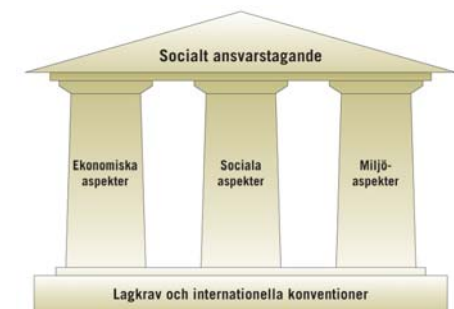 Socialt ansvarstagande
Ekonomiska
aspekter
Sociala
aspekter
Miljö-
aspekter
Lagkrav och internationella konventioner